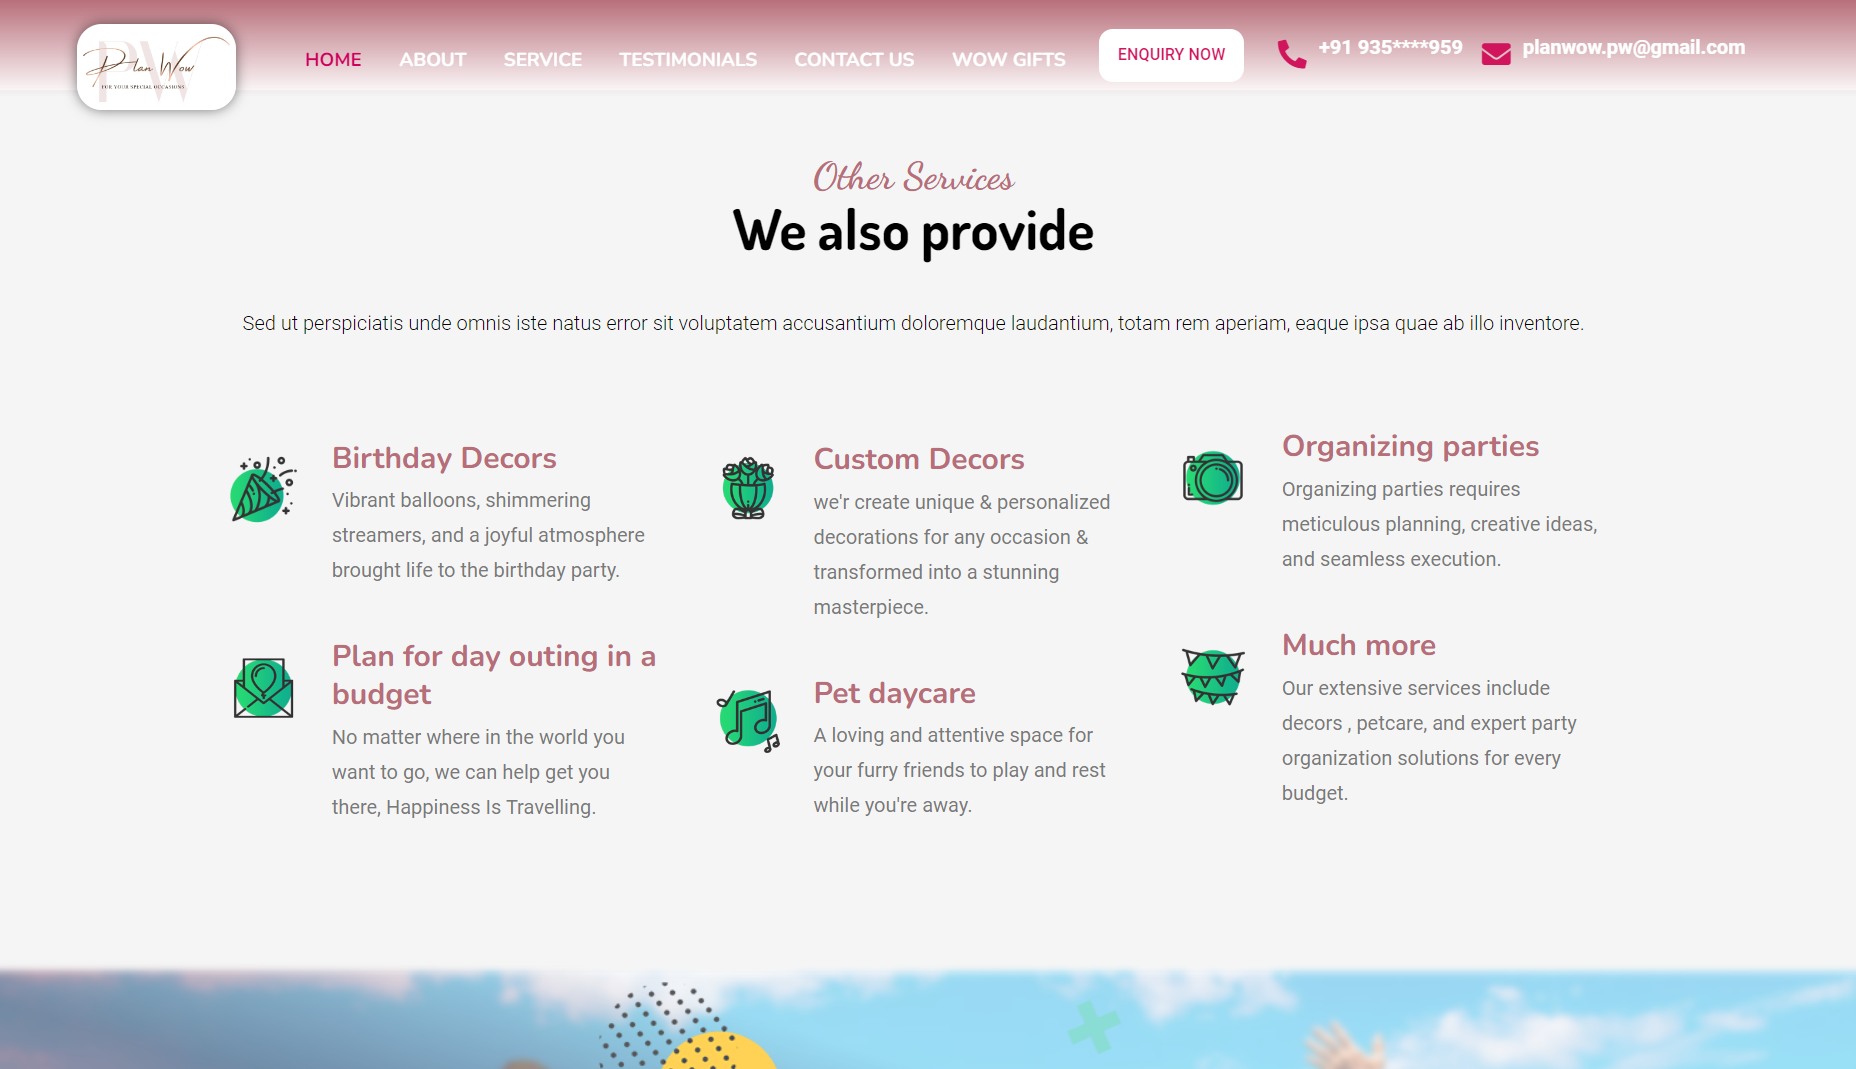 Plan Wow
FOR YOUR SPECIAL OCCASIONS
HOME
ABOUT
SERVICE
TESTIMONIALS
CONTACT US
WOW GIFTS
ENQUIRY NOW
+91 935****959
planwow.pw@gmail.com
Other Services
We also provide
Sed ut perspiciatis unde omnis iste natus error sit voluptatem accusantium doloremque laudantium, totam rem aperiam, eaque ipsa quae ab illo inventore.
Birthday Decors
Vibrant balloons, shimmering
streamers, and a joyful atmosphere
brought life to the birthday party.
Plan for day outing in a
budget
No matter where in the world you
want to go, we can help get you
there, Happiness Is Travelling.
Custom Decors
we'r create unique & personalized
decorations for any occasion &
transformed into a stunning
masterpiece.
Pet daycare
A loving and attentive space for
your furry friends to play and rest
while you're away.
Organizing parties
Organizing parties requires
meticulous planning, creative ideas,
and seamless execution.
Much more
Our extensive services include
decors , petcare, and expert party
organization solutions for every
budget.